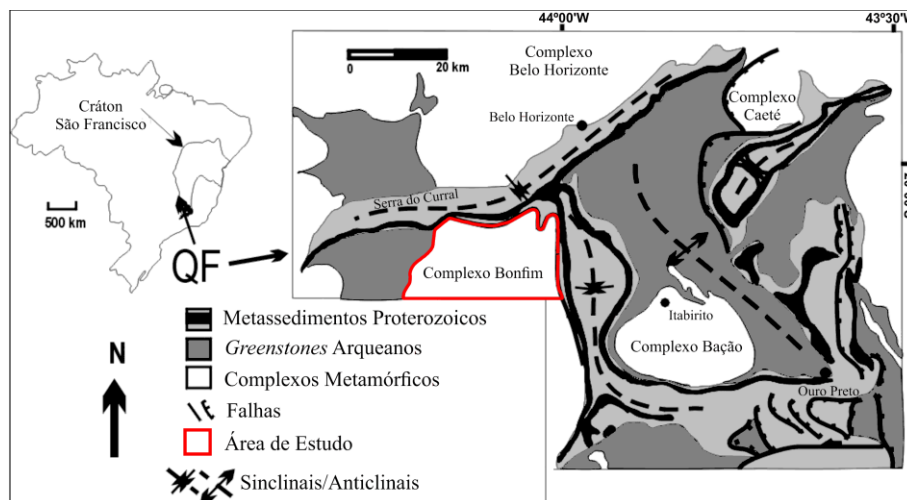 44°00' W
43°30' W
Complexo
Belo Horizonte
0
20 km
Cráton
São Francisco
Complexo
Caeté
Belo Horizonte
500 km
Serra do Curral
QF
Complexo Bonfim
Itabirito
Complexo Bação
Ouro Preto
Metassedimentos Proterozoicos
Greenstones Arqueanos
Complexos Metamórficos
Falhas
Área de Estudo
Sinclinais/Anticlinais
N